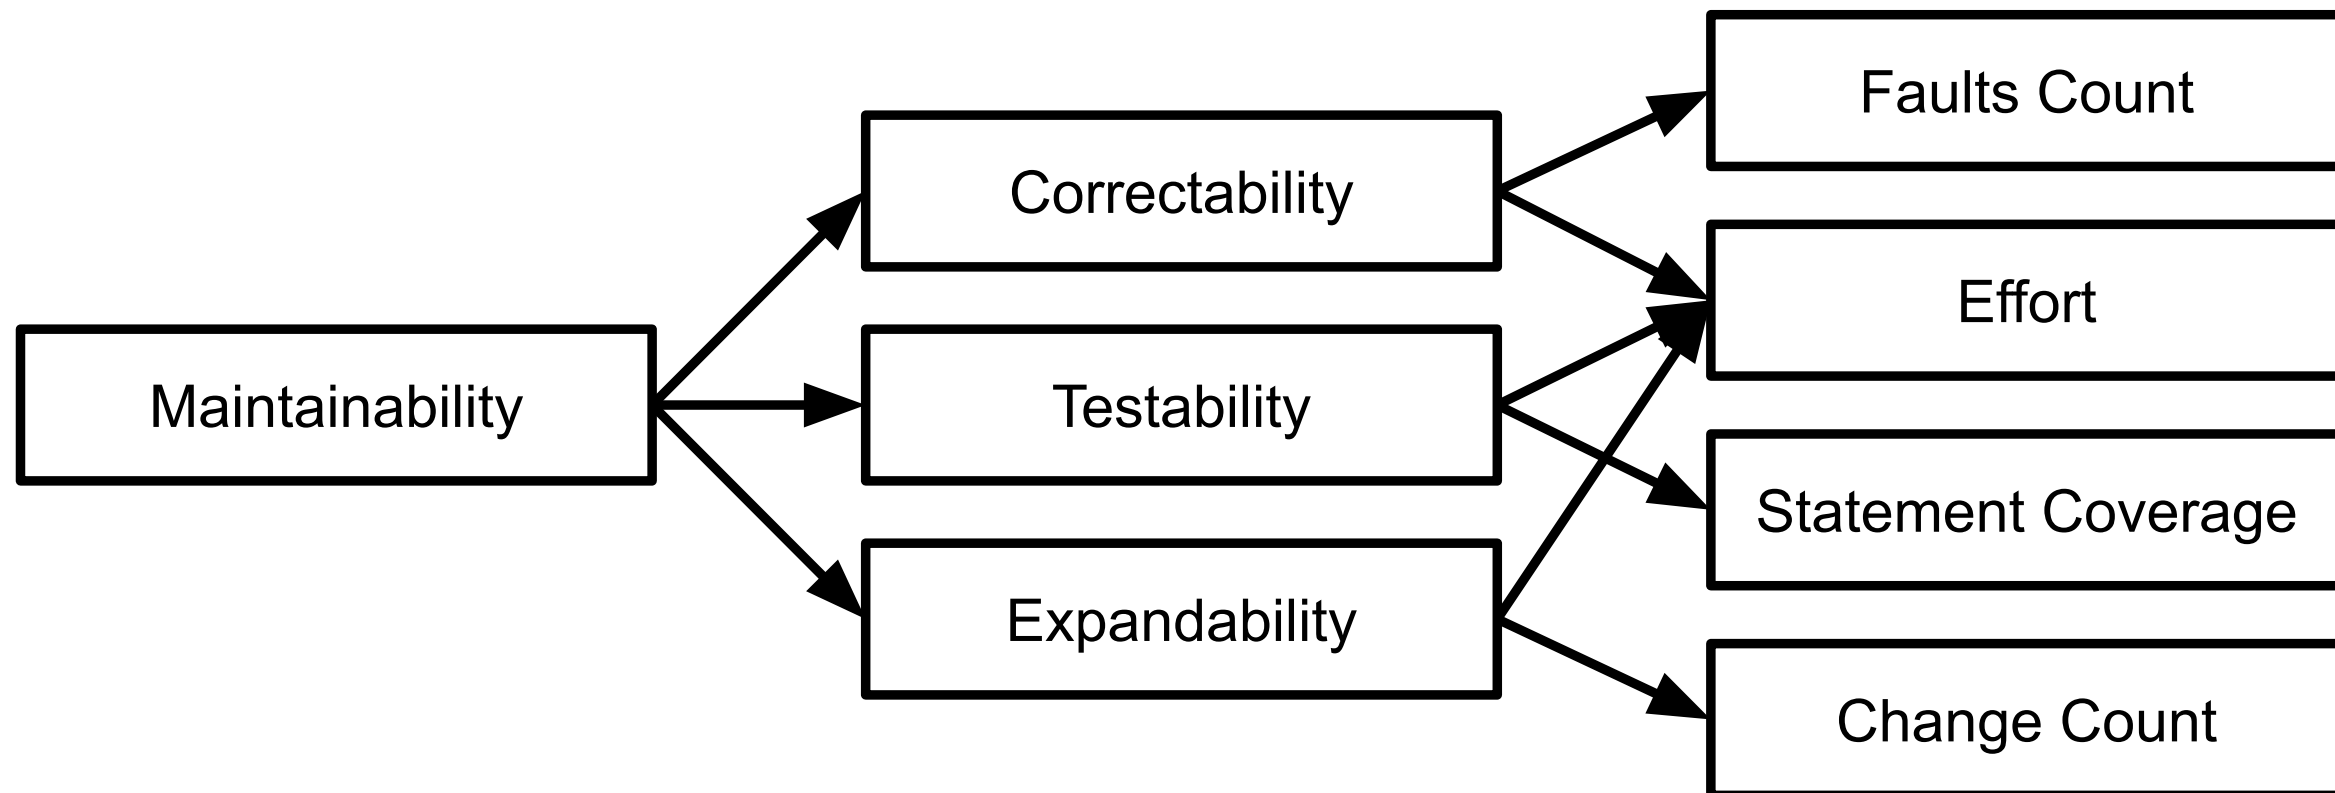 Maintainability
Correctability
Testability
Expandability
Faults Count
Effort
Statement Coverage
Change Count